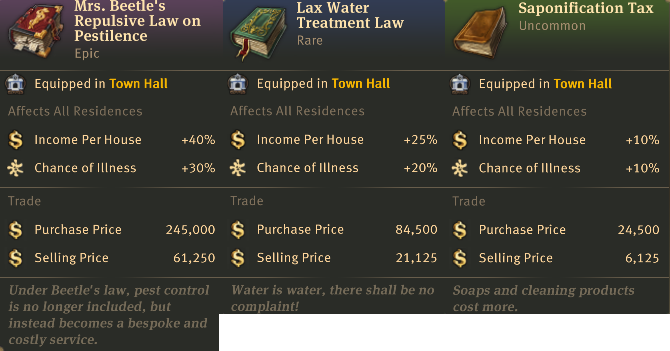 Mrs. Beetle's
Repulsive Law on
Pestilence
Epic
Equipped in Town Hall
Affects All Residences
Income Per House +40%
Chance of Illness +30%
Trade
Purchase Price 245,000
Selling Price 61,250
Under Beetle's law, pest control
is no longer included, but
instead becomes a bespoke and
costly service.
Lax Water
Treatment Law
Rare
Equipped in Town Hall
Affects All Residences
Income Per House +25%
Chance of Illness +20%
Trade
Purchase Price 84,500
Selling Price 21,125
Water is water, there shall be no
complaint!
Saponification Tax
Uncommon
Equipped in Town Hall
Affects All Residences
Income Per House +10%
Chance of Illness +10%
Trade
Purchase Price 24,500
Selling Price 6,125
Soaps and cleaning products
cost more.